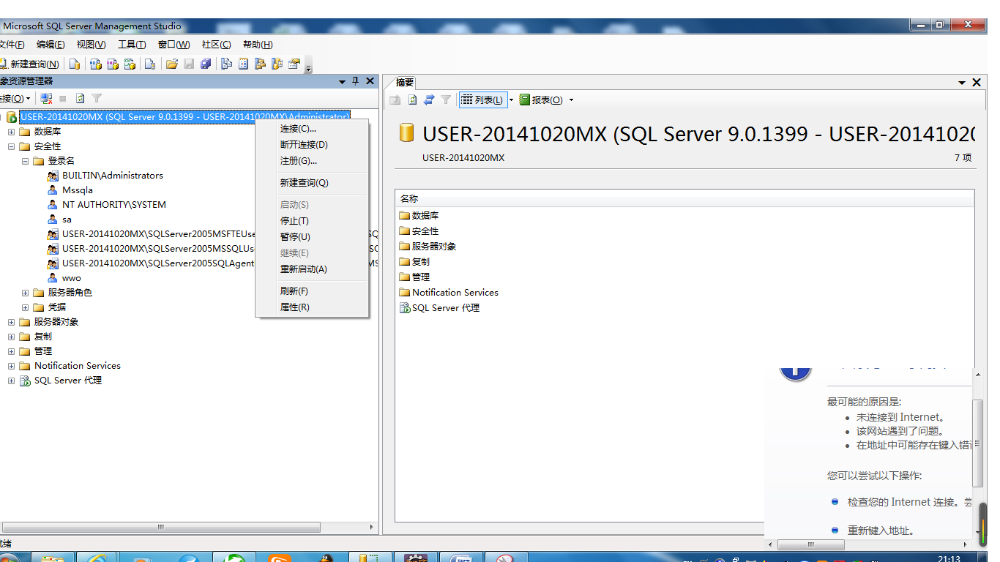 Microsoft SQL Server Management Studio
文件(F) 编辑(E) 视图(V) 工具(T) 窗口(W) 社区(C) 帮助(H)
新建查询(N)
象资源管理器
连接(O)
USER-20141020MX (SQL Server 9.0.1399 - USER-20141020MX\Administrator)
数据库
安全性
登录名
BUILTIN\Administrators
Mssqla
NT AUTHORITY\SYSTEM
sa
USER-20141020MX\SQLServer2005MSFTEUse
USER-20141020MX\SQLServer2005MSSQLUs
USER-20141020MX\SQLServer2005SQLAgent
wwo
服务器角色
凭据
服务器对象
复制
管理
Notification Services
SQL Server 代理
连接(C)...
断开连接(D)
注册(G)...
新建查询(Q)
启动(S)
停止(T)
暂停(U)
继续(E)
重新启动(A)
刷新(F)
属性(R)
摘要
列表(L) 报表(O)
USER-20141020MX (SQL Server 9.0.1399 - USER-2014102
USER-20141020MX
7 项
名称
数据库
安全性
服务器对象
复制
管理
Notification Services
SQL Server 代理
最可能的原因是:
未连接到 Internet。
该网站遇到了问题。
在地址中可能存在键入错
您可以尝试以下操作:
检查您的 Internet 连接。尝
重新键入地址。
就绪
21:13